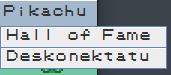 Pikachu
Hall of Fame
Deskonektatu